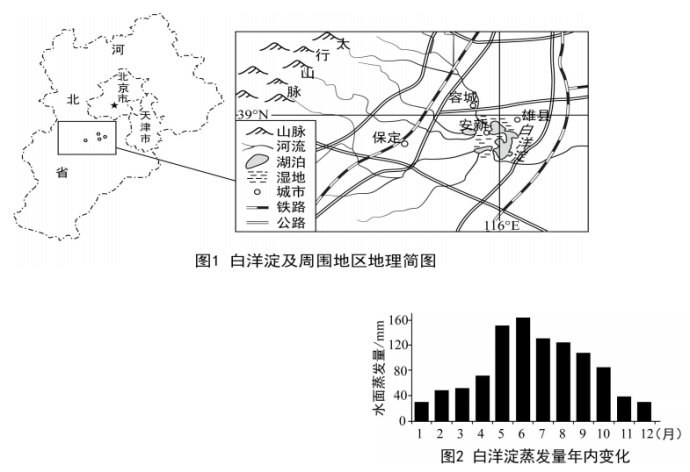 河
北
省
北京市
天津市
太
行
山
脉
39°N
容城
雄县
安新
白洋淀
保定
116°E
山脉
河流
湖泊
湿地
城市
铁路
公路
图1 白洋淀及周围地区地理简图
水面蒸发量/mm
160
120
80
40
0
1 2 3 4 5 6 7 8 9 10 11 12(月)
图2 白洋淀蒸发量年内变化